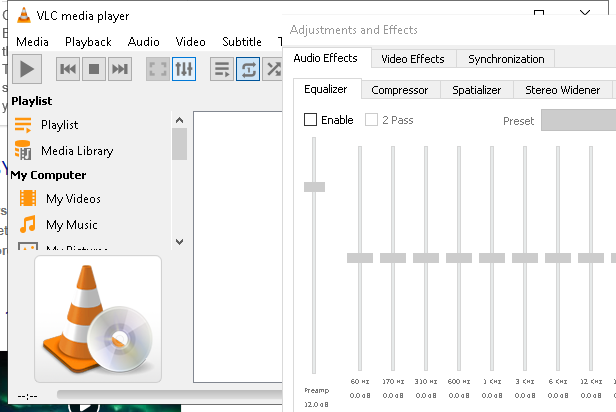 VLC media player
Media Playback Audio Video Subtitle
Playlist
Playlist
Media Library
My Computer
My Videos
My Music
My Pictures
--:--
Adjustments and Effects
Audio Effects Video Effects Synchronization
Equalizer Compressor Spatializer Stereo Widener
Enable 2 Pass Preset
60 Hz 170 Hz 310 Hz 600 Hz 1 KHz 3 KHz 6 KHz 12 KHz
Preamp 0.0 dB 0.0 dB 0.0 dB 0.0 dB 0.0 dB 0.0 dB 0.0 dB 0.0 dB
12.0 dB